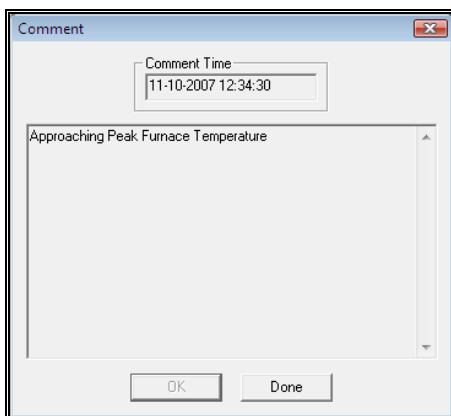 Comment
Comment Time
11-10-2007 12:34:30
Approaching Peak Furnace Temperature
OK
Done